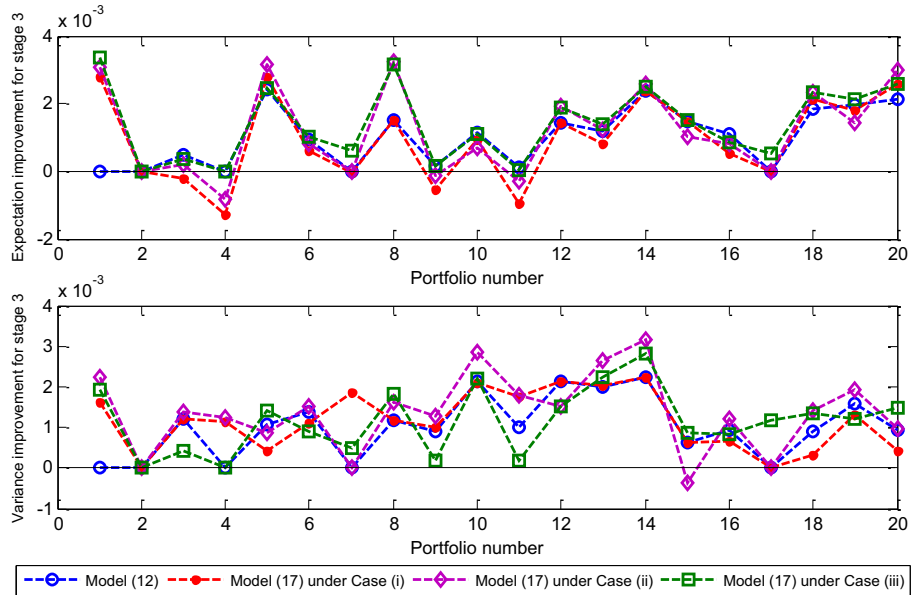 x 10⁻³
4
2
0
-2
0 2 4 6 8 10 12 14 16 18 20
Expectation improvement for stage 3
Portfolio number
x 10⁻³
4
3
2
1
0
-1
0 2 4 6 8 10 12 14 16 18 20
Variance improvement for stage 3
Portfolio number
Model (12) Model (17) under Case (i) Model (17) under Case (ii) Model (17) under Case (iii)